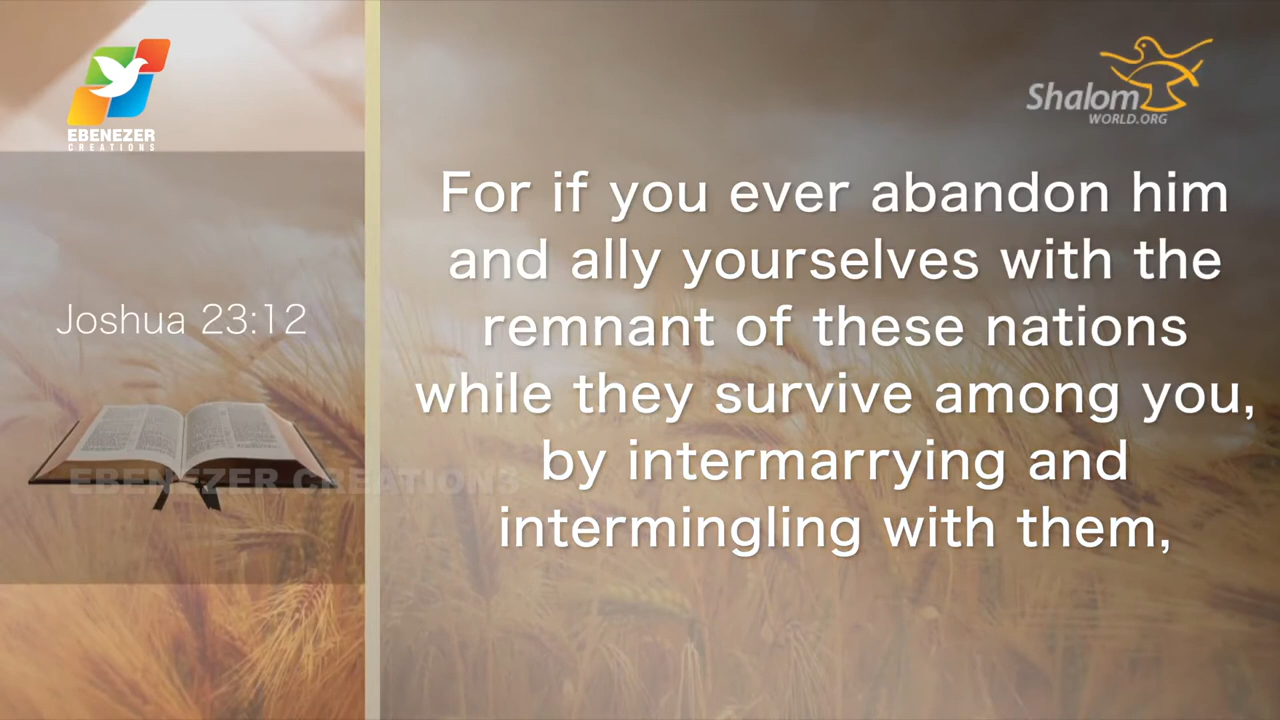 EBENEZER
CREATIONS
Shalom
WORLD.ORG
Joshua 23:12
For if you ever abandon him
and ally yourselves with the
remnant of these nations
while they survive among you,
by intermarrying and
intermingling with them,
EBENEZER CREATIONS